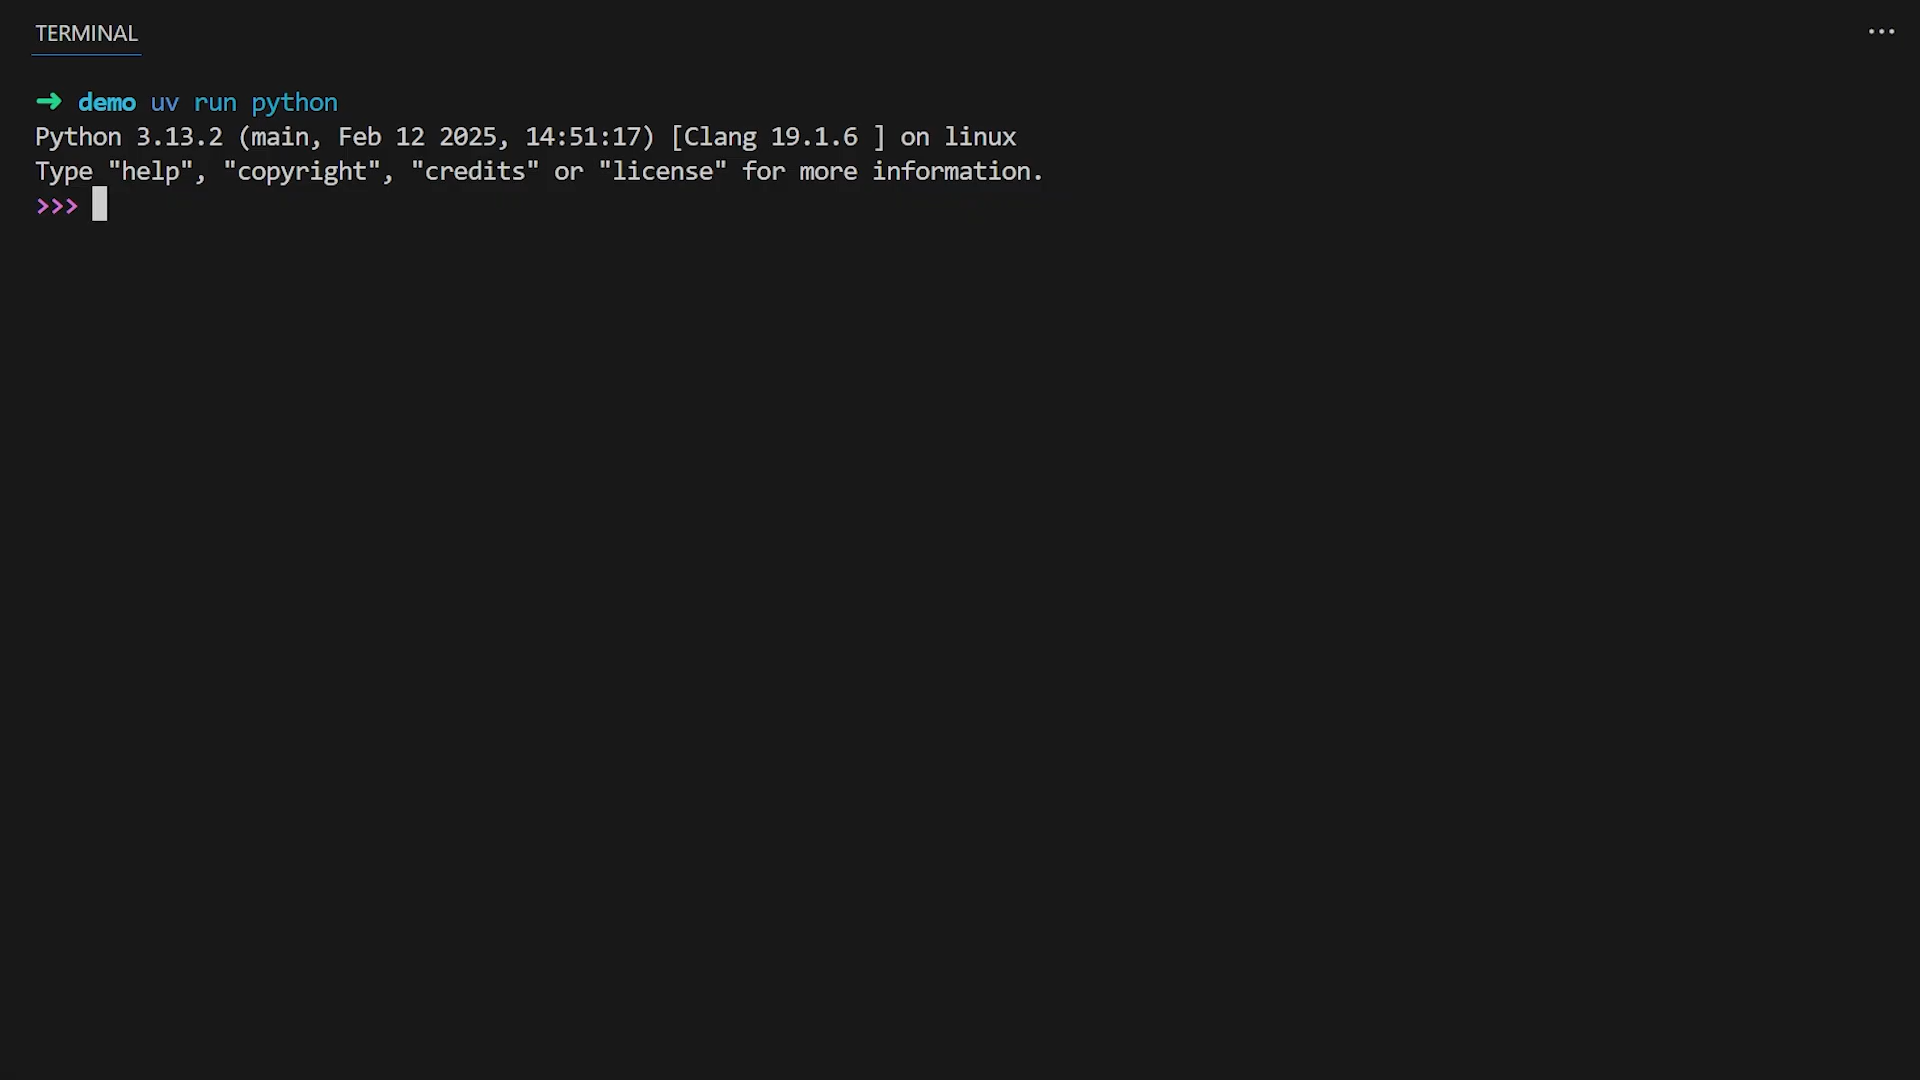 TERMINAL
➜ demo uv run python
Python 3.13.2 (main, Feb 12 2025, 14:51:17) [Clang 19.1.6 ] on linux
Type "help", "copyright", "credits" or "license" for more information.
>>>